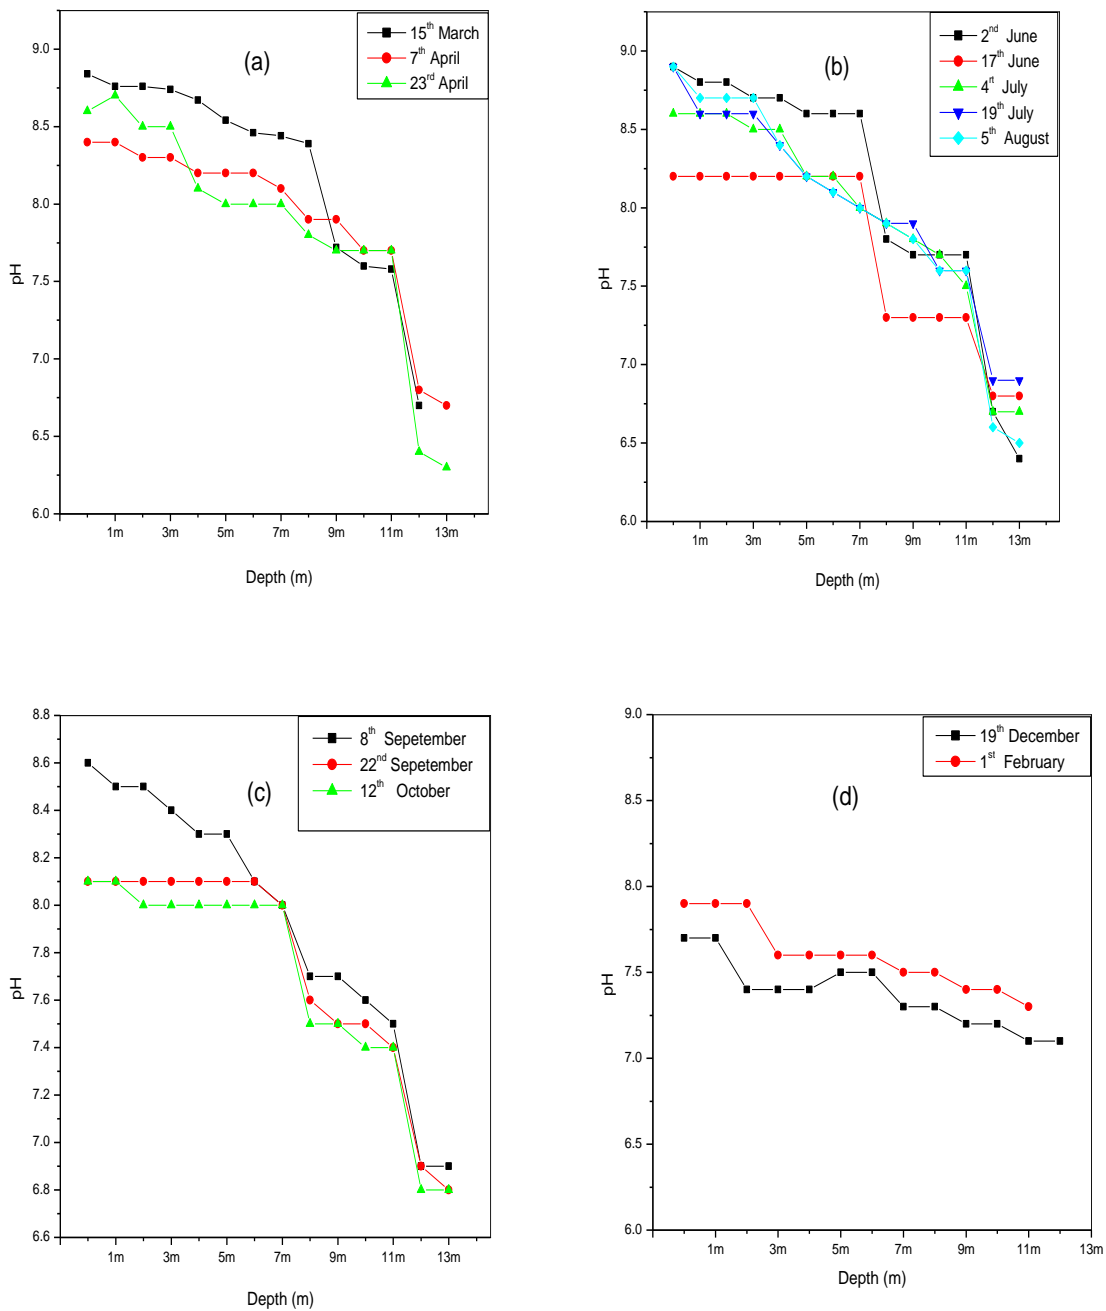 (a)
15th March
7th April
23rd April
9.0
8.5
8.0
7.5
7.0
6.5
6.0
pH
1m 3m 5m 7m 9m 11m 13m
Depth (m)
(b)
2nd June
17th June
4rt July
19th July
5th August
9.0
8.5
8.0
7.5
7.0
6.5
6.0
pH
1m 3m 5m 7m 9m 11m 13m
Depth (m)
(c)
8th Sepetember
22nd Sepetember
12th October
8.8
8.6
8.4
8.2
8.0
7.8
7.6
7.4
7.2
7.0
6.8
6.6
pH
1m 3m 5m 7m 9m 11m 13m
Depth (m)
(d)
19th December
1st February
9.0
8.5
8.0
7.5
7.0
6.5
6.0
pH
1m 3m 5m 7m 9m 11m 13m
Depth (m)